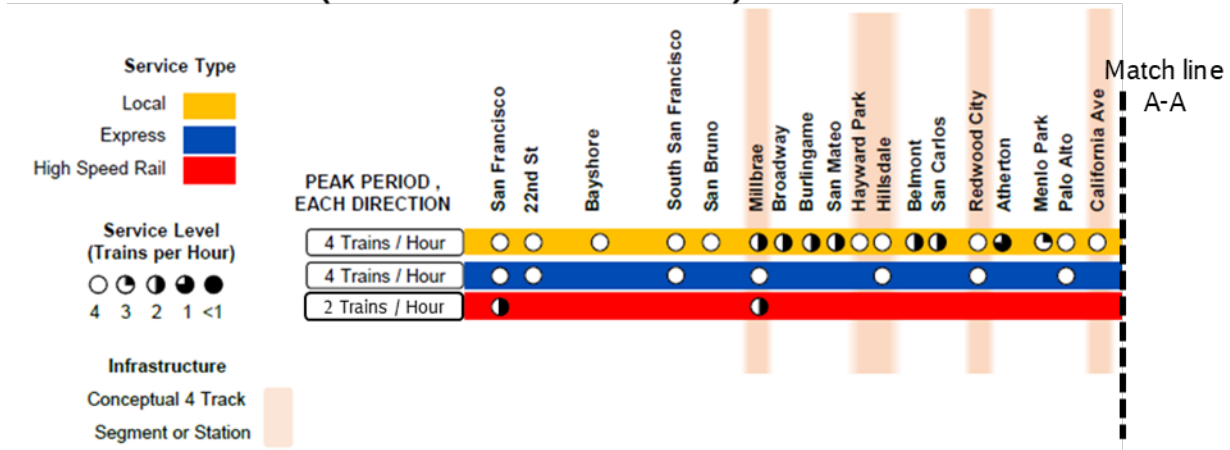 Service Type
Local
Express
High Speed Rail
Service Level
(Trains per Hour)
4 3 2 1 <1
Infrastructure
Conceptual 4 Track
Segment or Station
PEAK PERIOD ,
EACH DIRECTION
4 Trains / Hour
4 Trains / Hour
2 Trains / Hour
San Francisco
22nd St
Bayshore
South San Francisco
San Bruno
Millbrae
Broadway
Burlingame
San Mateo
Hayward Park
Hillsdale
Belmont
San Carlos
Redwood City
Atherton
Menlo Park
Palo Alto
California Ave
Match line
A-A